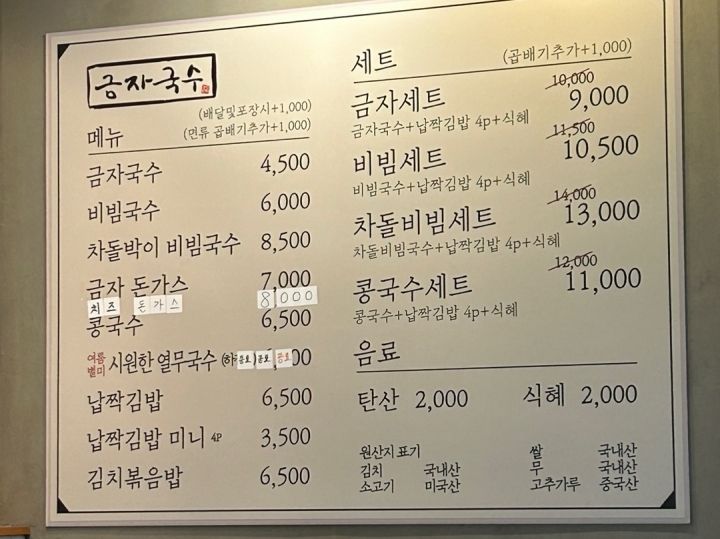 금자국수
(배달및포장시+1,000)
메뉴 (면류 곱배기추가+1,000)
금자국수 4,500
비빔국수 6,000
차돌박이 비빔국수 8,500
금자 돈가스 7,000
치즈 돈가스 8,000
콩국수 6,500
여름별미 시원한 열무국수
납짝김밥 6,500
납짝김밥 미니 4P 3,500
김치볶음밥 6,500
세트 (곱배기추가+1,000)
10,000
금자세트 9,000
금자국수+납짝김밥 4p+식혜
11,500
비빔세트 10,500
비빔국수+납짝김밥 4p+식혜
14,000
차돌비빔세트 13,000
차돌비빔국수+납짝김밥 4p+식혜
12,000
콩국수세트 11,000
콩국수+납짝김밥 4p+식혜
음료
탄산 2,000 식혜 2,000
원산지 표기 쌀 국내산
김치 국내산 무 국내산
소고기 미국산 고추가루 중국산